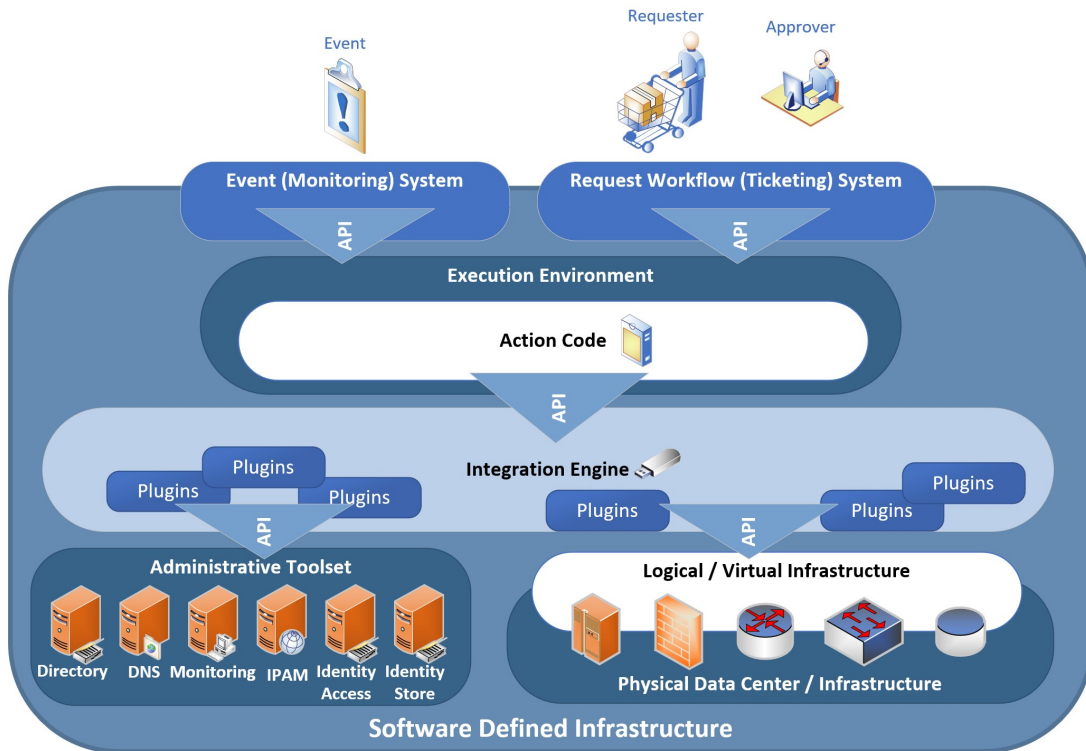 Requester
Approver
Event
Event (Monitoring) System
Request Workflow (Ticketing) System
API
API
Execution Environment
Action Code
API
Integration Engine
Plugins
Plugins
Plugins
Plugins
Plugins
Plugins
API
API
Administrative Toolset
Directory
DNS
Monitoring
IPAM
Identity
Access
Identity
Store
Logical / Virtual Infrastructure
Physical Data Center / Infrastructure
Software Defined Infrastructure